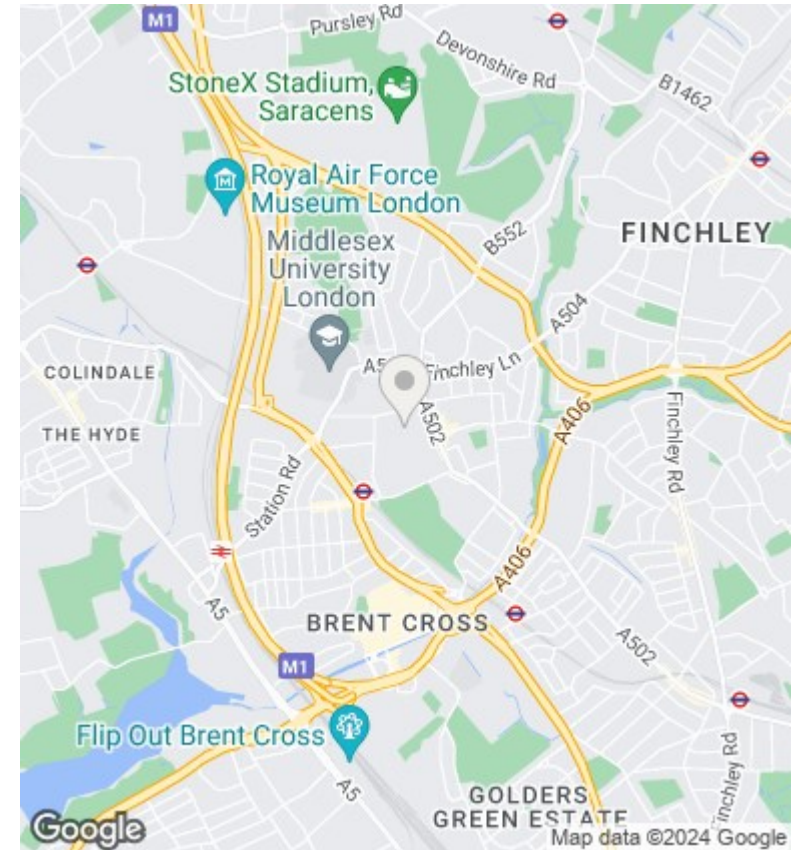 M1
Pursley Rd
Devonshire Rd
StoneX Stadium,
Saracens
B1462
Royal Air Force
Museum London
FINCHLEY
B552
Middlesex
University
London
A504
COLINDALE
Finchley Ln
THE HYDE
A502
A406
Finchley Rd
Station Rd
A406
A5
BRENT CROSS
A502
M1
Flip Out Brent Cross
A5
GOLDERS
GREEN ESTATE
Finchley Rd
Google
Map data ©2024 Google